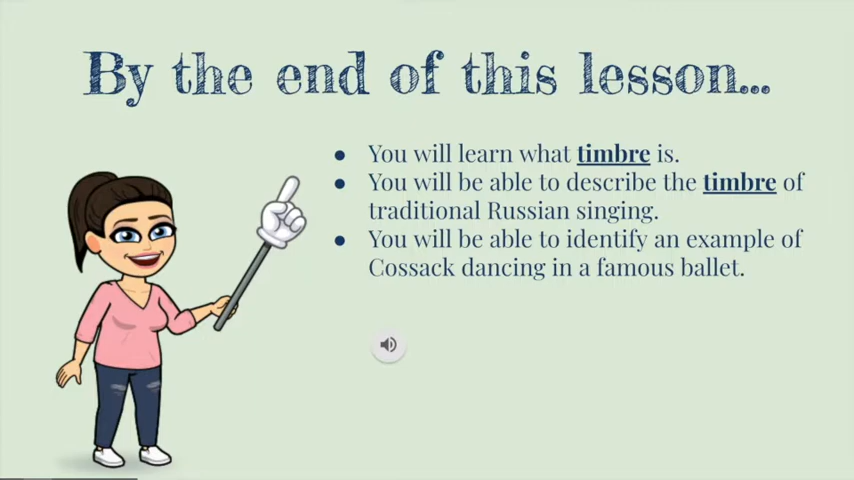 By the end of this lesson...
● You will learn what timbre is.
● You will be able to describe the timbre of
traditional Russian singing.
● You will be able to identify an example of
Cossack dancing in a famous ballet.